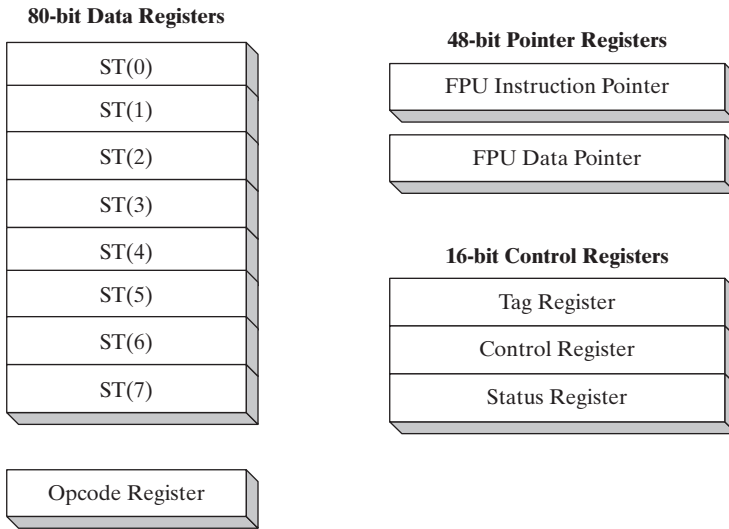 80-bit Data Registers
ST(0)
ST(1)
ST(2)
ST(3)
ST(4)
ST(5)
ST(6)
ST(7)
Opcode Register
48-bit Pointer Registers
FPU Instruction Pointer
FPU Data Pointer
16-bit Control Registers
Tag Register
Control Register
Status Register